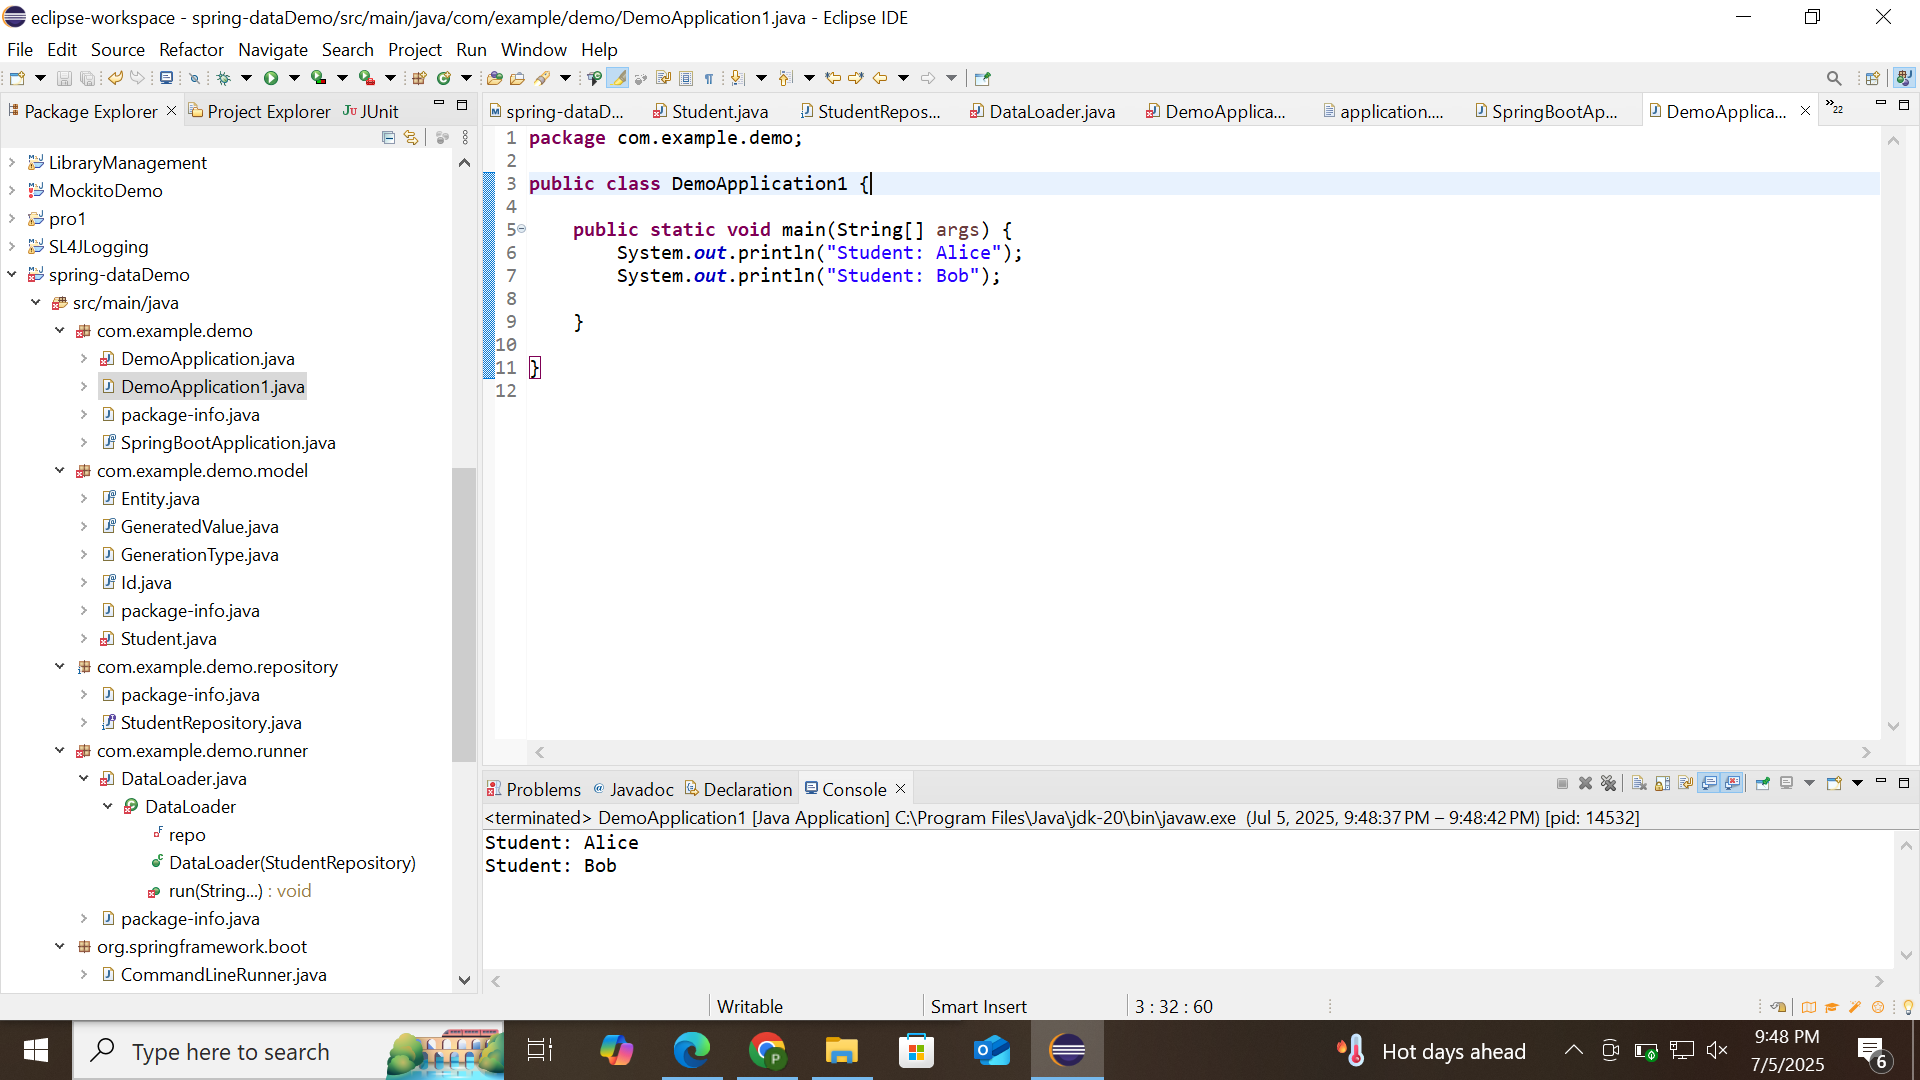 eclipse-workspace - spring-dataDemo/src/main/java/com/example/demo/DemoApplication1.java - Eclipse IDE
File Edit Source Refactor Navigate Search Project Run Window Help
Package Explorer Project Explorer JUnit
LibraryManagement
MockitoDemo
pro1
SL4JLogging
spring-dataDemo
src/main/java
com.example.demo
DemoApplication.java
DemoApplication1.java
package-info.java
SpringBootApplication.java
com.example.demo.model
Entity.java
GeneratedValue.java
GenerationType.java
Id.java
package-info.java
Student.java
com.example.demo.repository
package-info.java
StudentRepository.java
com.example.demo.runner
DataLoader.java
DataLoader
repo
DataLoader(StudentRepository)
run(String...) : void
package-info.java
org.springframework.boot
CommandLineRunner.java
spring-dataD... Student.java StudentRepos... DataLoader.java DemoApplica... application.... SpringBootAp... DemoApplica... 22
1 package com.example.demo;
2
3 public class DemoApplication1 {
4
5 public static void main(String[] args) {
6 System.out.println("Student: Alice");
7 System.out.println("Student: Bob");
8
9 }
10
11 }
12
Problems Javadoc Declaration Console
<terminated> DemoApplication1 [Java Application] C:\Program Files\Java\jdk-20\bin\javaw.exe (Jul 5, 2025, 9:48:37 PM – 9:48:42 PM) [pid: 14532]
Student: Alice
Student: Bob
Writable Smart Insert 3 : 32 : 60
Type here to search
Hot days ahead
9:48 PM
7/5/2025
6